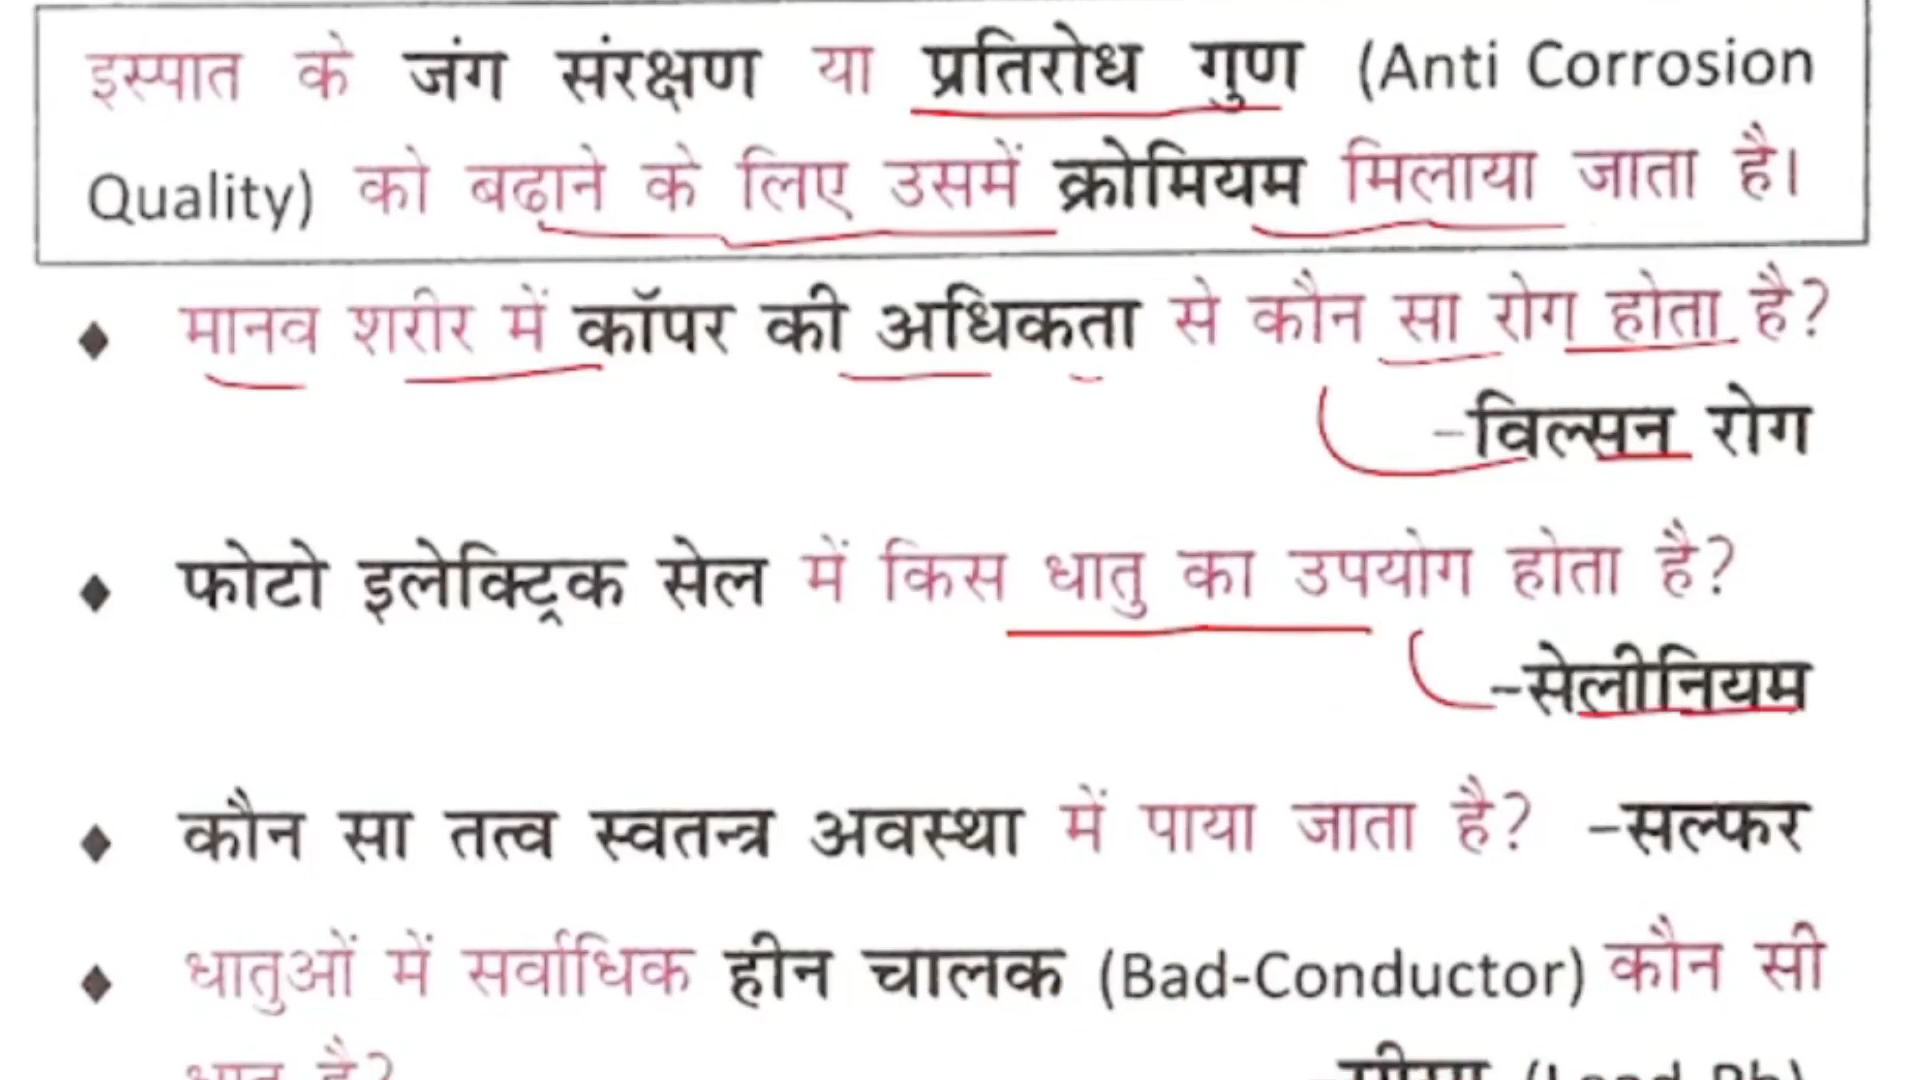 इस्पात के जंग संरक्षण या प्रतिरोध गुण (Anti Corrosion
Quality) को बढाने के लिए उसमें क्रोमियम मिलाया जाता है।
♦ मानव शरीर में कॉपर की अधिकता से कौन सा रोग होता है?
-विल्सन रोग
♦ फोटो इलेक्ट्रिक सेल में किस धातु का उपयोग होता है?
-सेलीनियम
♦ कौन सा तत्व स्वतन्त्र अवस्था में पाया जाता है? -सल्फर
♦ धातुओं में सर्वाधिक हीन चालक (Bad-Conductor) कौन सी
है?